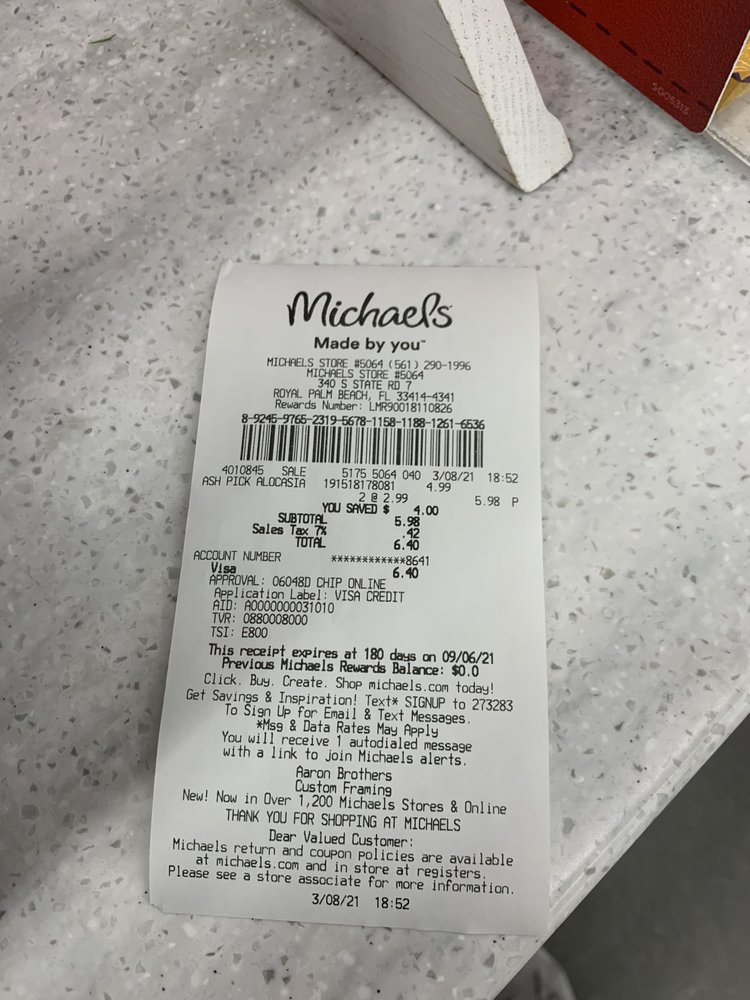 SGOS315
Michaels
Made by you™
MICHAELS STORE #5064 (561) 290-1996
MICHAELS STORE #5064
340 S STATE RD 7
ROYAL PALM BEACH, FL 33414-4341
Rewards Number: LMR90018110826
8-9245-9765-2319-5678-1158-1188-1261-6536
4010845 SALE 5175 5064 040 3/08/21 18:52
ASH PICK ALOCASIA 191518178081 4.99
2 @ 2.99 5.98 P
YOU SAVED $ 4.00
SUBTOTAL 5.98
Sales Tax 7% .42
TOTAL 6.40
ACCOUNT NUMBER ************8641
Visa 6.40
APPROVAL: 06048D CHIP ONLINE
Application Label: VISA CREDIT
AID: A0000000031010
TVR: 0880008000
TSI: E800
This receipt expires at 180 days on 09/06/21
Previous Michaels Rewards Balance: $0.0
Click. Buy. Create. Shop michaels.com today!
Get Savings & Inspiration! Text* SIGNUP to 273283
To Sign Up for Email & Text Messages.
*Msg & Data Rates May Apply
You will receive 1 autodialed message
with a link to join Michaels alerts.
Aaron Brothers
Custom Framing
New! Now in Over 1,200 Michaels Stores & Online
THANK YOU FOR SHOPPING AT MICHAELS
Dear Valued Customer:
Michaels return and coupon policies are available
at michaels.com and in store at registers.
Please see a store associate for more information.
3/08/21 18:52